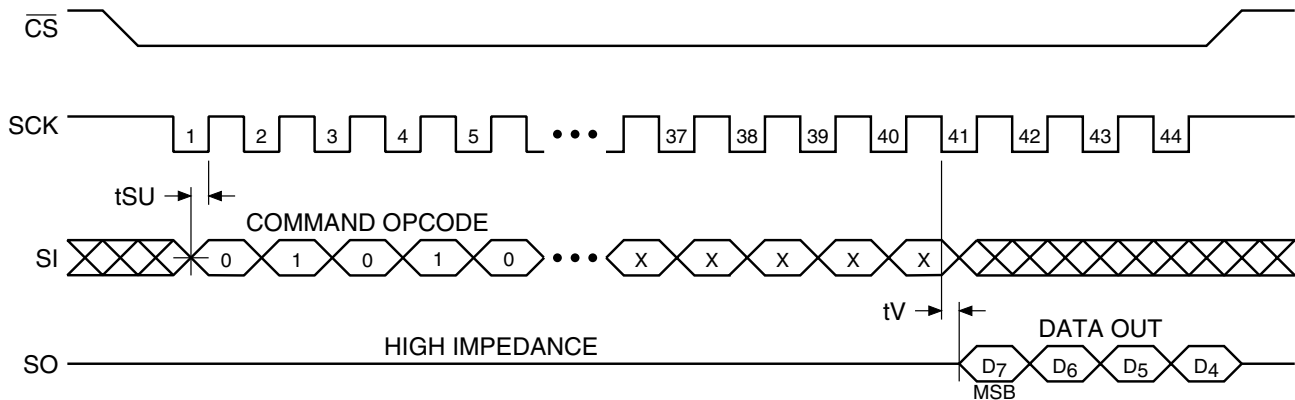 CS
SCK 1 2 3 4 5 ••• 37 38 39 40 41 42 43 44
tSU
COMMAND OPCODE
SI 0 1 0 1 0 ••• X X X X X
tV
DATA OUT
HIGH IMPEDANCE
SO D7 D6 D5 D4
MSB